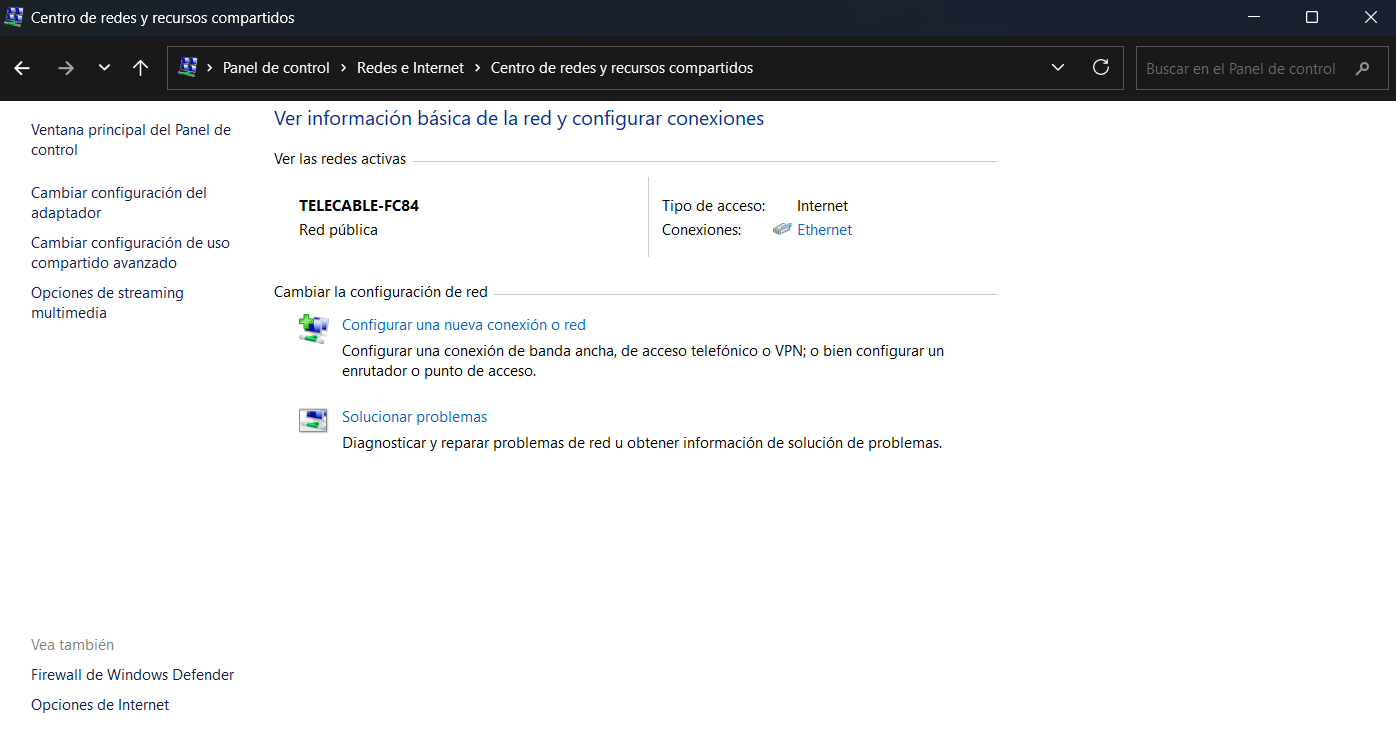 Centro de redes y recursos compartidos
Panel de control Redes e Internet Centro de redes y recursos compartidos
Buscar en el Panel de control
Ventana principal del Panel de
control
Cambiar configuración del
adaptador
Cambiar configuración de uso
compartido avanzado
Opciones de streaming
multimedia
Ver información básica de la red y configurar conexiones
Ver las redes activas
TELECABLE-FC84
Red pública
Tipo de acceso: Internet
Conexiones: Ethernet
Cambiar la configuración de red
Configurar una nueva conexión o red
Configurar una conexión de banda ancha, de acceso telefónico o VPN; o bien configurar un
enrutador o punto de acceso.
Solucionar problemas
Diagnosticar y reparar problemas de red u obtener información de solución de problemas.
Vea también
Firewall de Windows Defender
Opciones de Internet